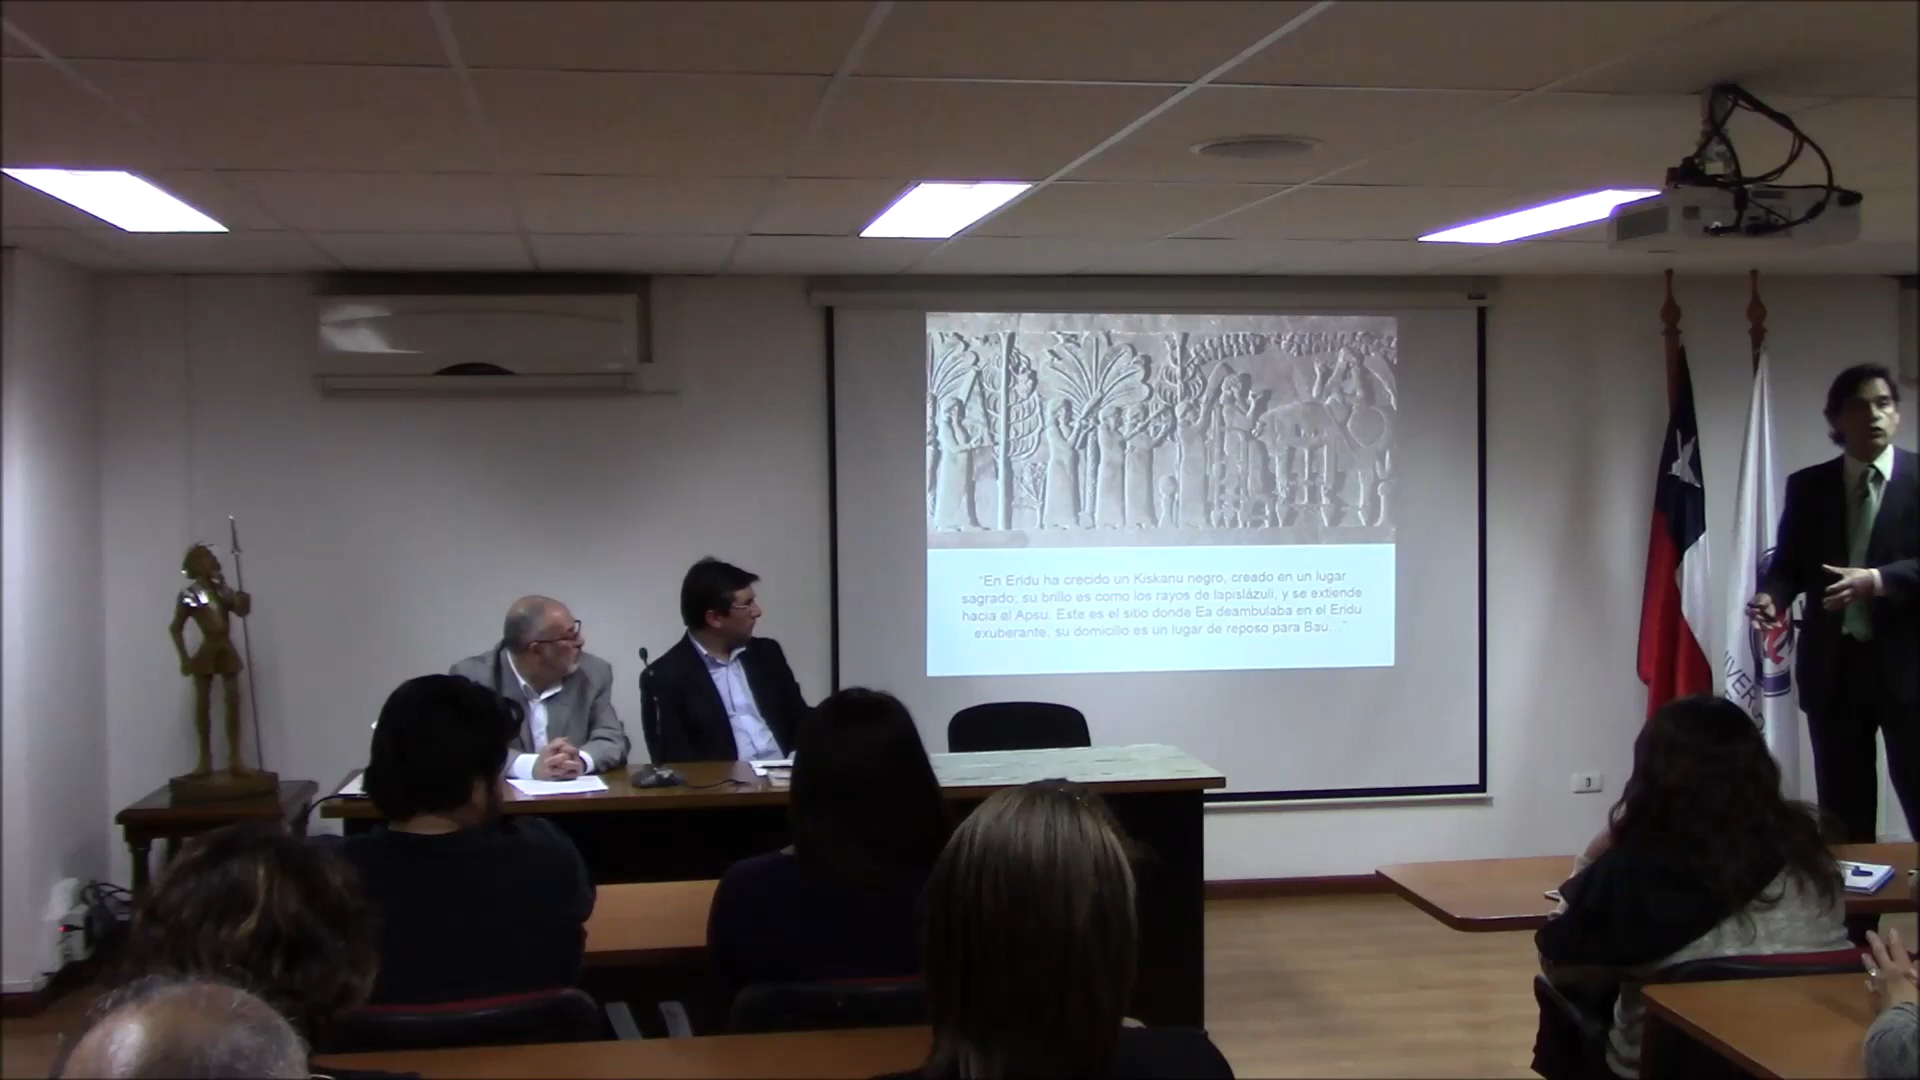 "En Eridu ha crecido un Kiskanu negro, creado en un lugar
sagrado; su brillo es como los rayos de lapislázuli, y se extiende
hacia el Apsu. Este es el sitio donde Ea deambulaba en el Eridu
exuberante, su domicilio es un lugar de reposo para Bau…"